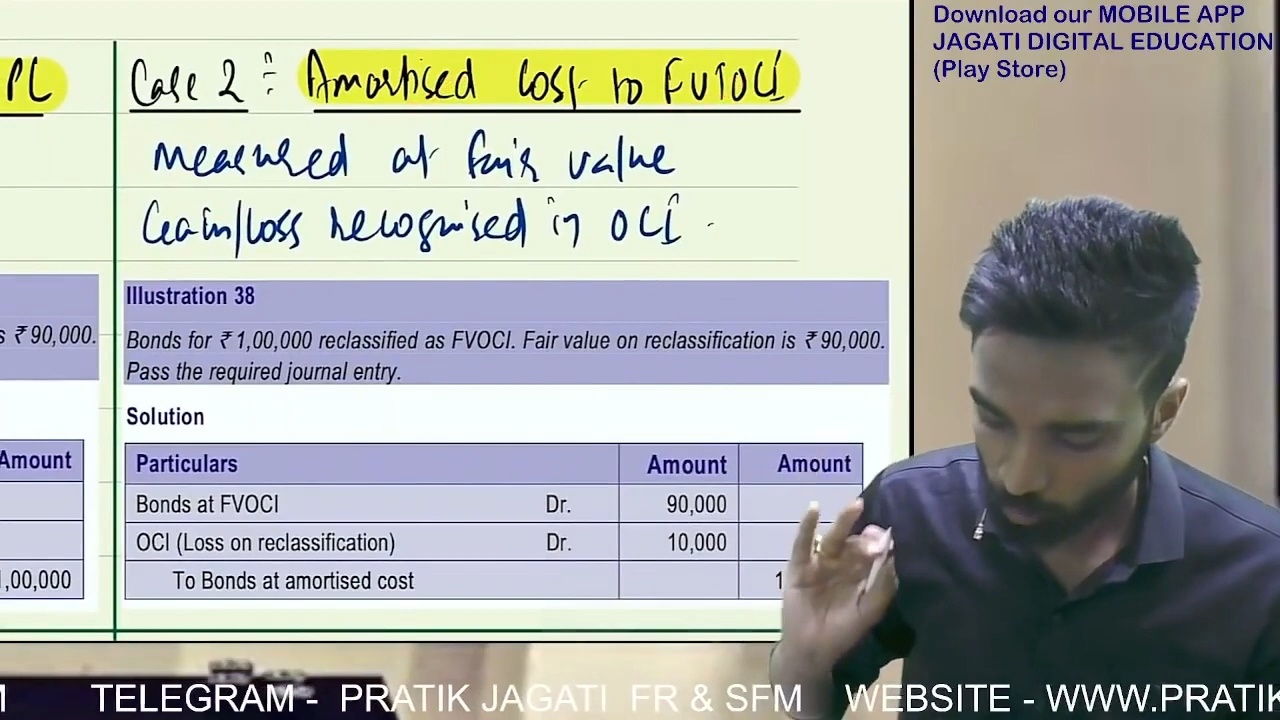 Download our MOBILE APP
JAGATI DIGITAL EDUCATION
(Play Store)
PL
Case 2 : Amortised cost to FVTOCI
Measured at fair value
Gain/loss recognised in OCI
s ₹ 90,000.
Illustration 38
Bonds for ₹ 1,00,000 reclassified as FVOCI. Fair value on reclassification is ₹ 90,000.
Pass the required journal entry.
Solution
Amount
Particulars Amount Amount
Bonds at FVOCI Dr. 90,000
OCI (Loss on reclassification) Dr. 10,000
,00,000
To Bonds at amortised cost 1
M TELEGRAM - PRATIK JAGATI FR & SFM WEBSITE - WWW.PRATIK